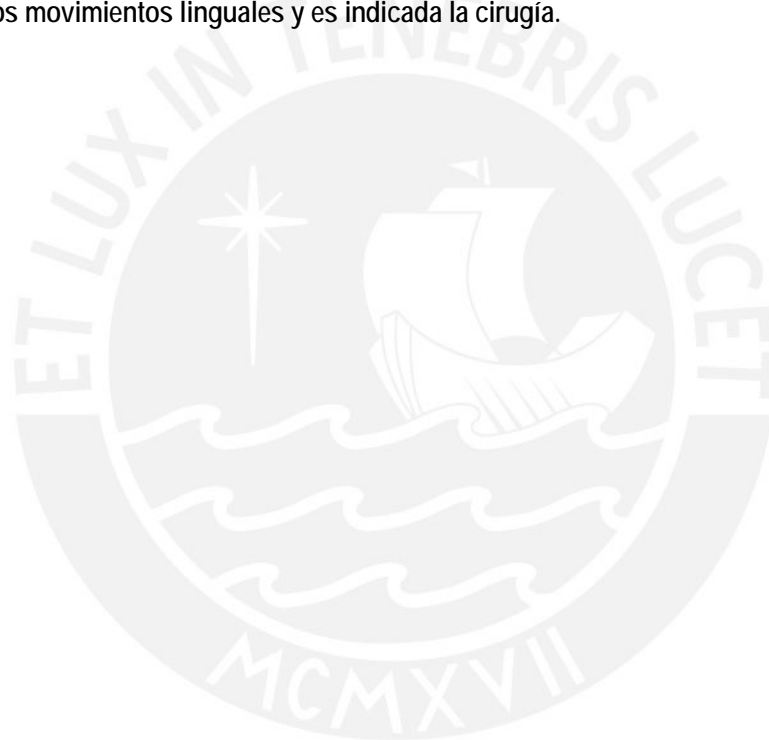 os movimientos linguales y es indicada la cirugía.
ET LUX IN TENEBRIS LUCET
MCMXVII